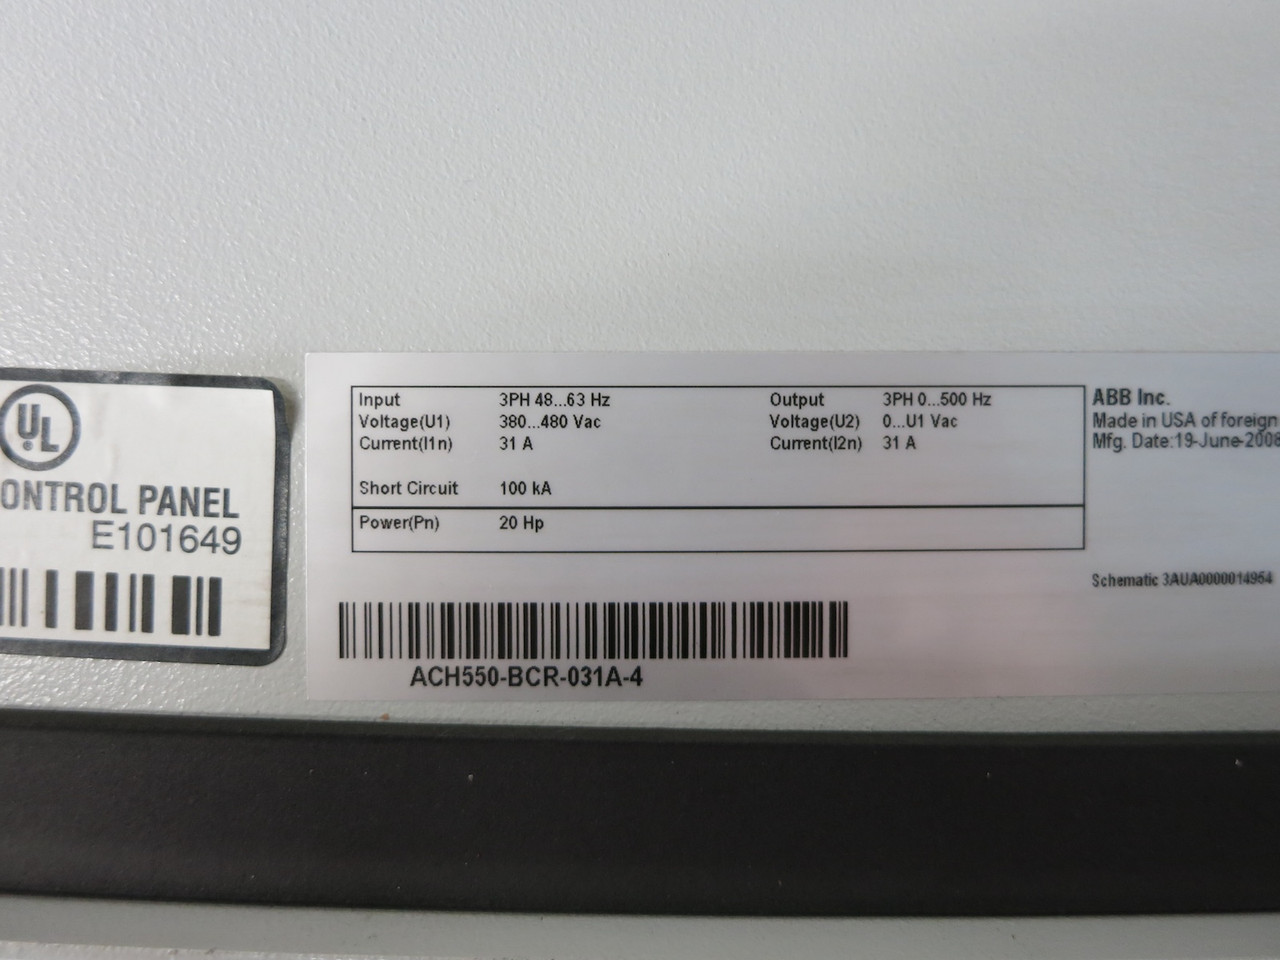 UL
ONTROL PANEL
E101649
Input 3PH 48...63 Hz Output 3PH 0...500 Hz
Voltage(U1) 380...480 Vac Voltage(U2) 0...U1 Vac
Current(I1n) 31 A Current(I2n) 31 A
Short Circuit 100 kA
Power(Pn) 20 Hp
ABB Inc.
Made in USA of foreign
Mfg. Date:19-June-2008
Schematic 3AUA0000014954
ACH550-BCR-031A-4